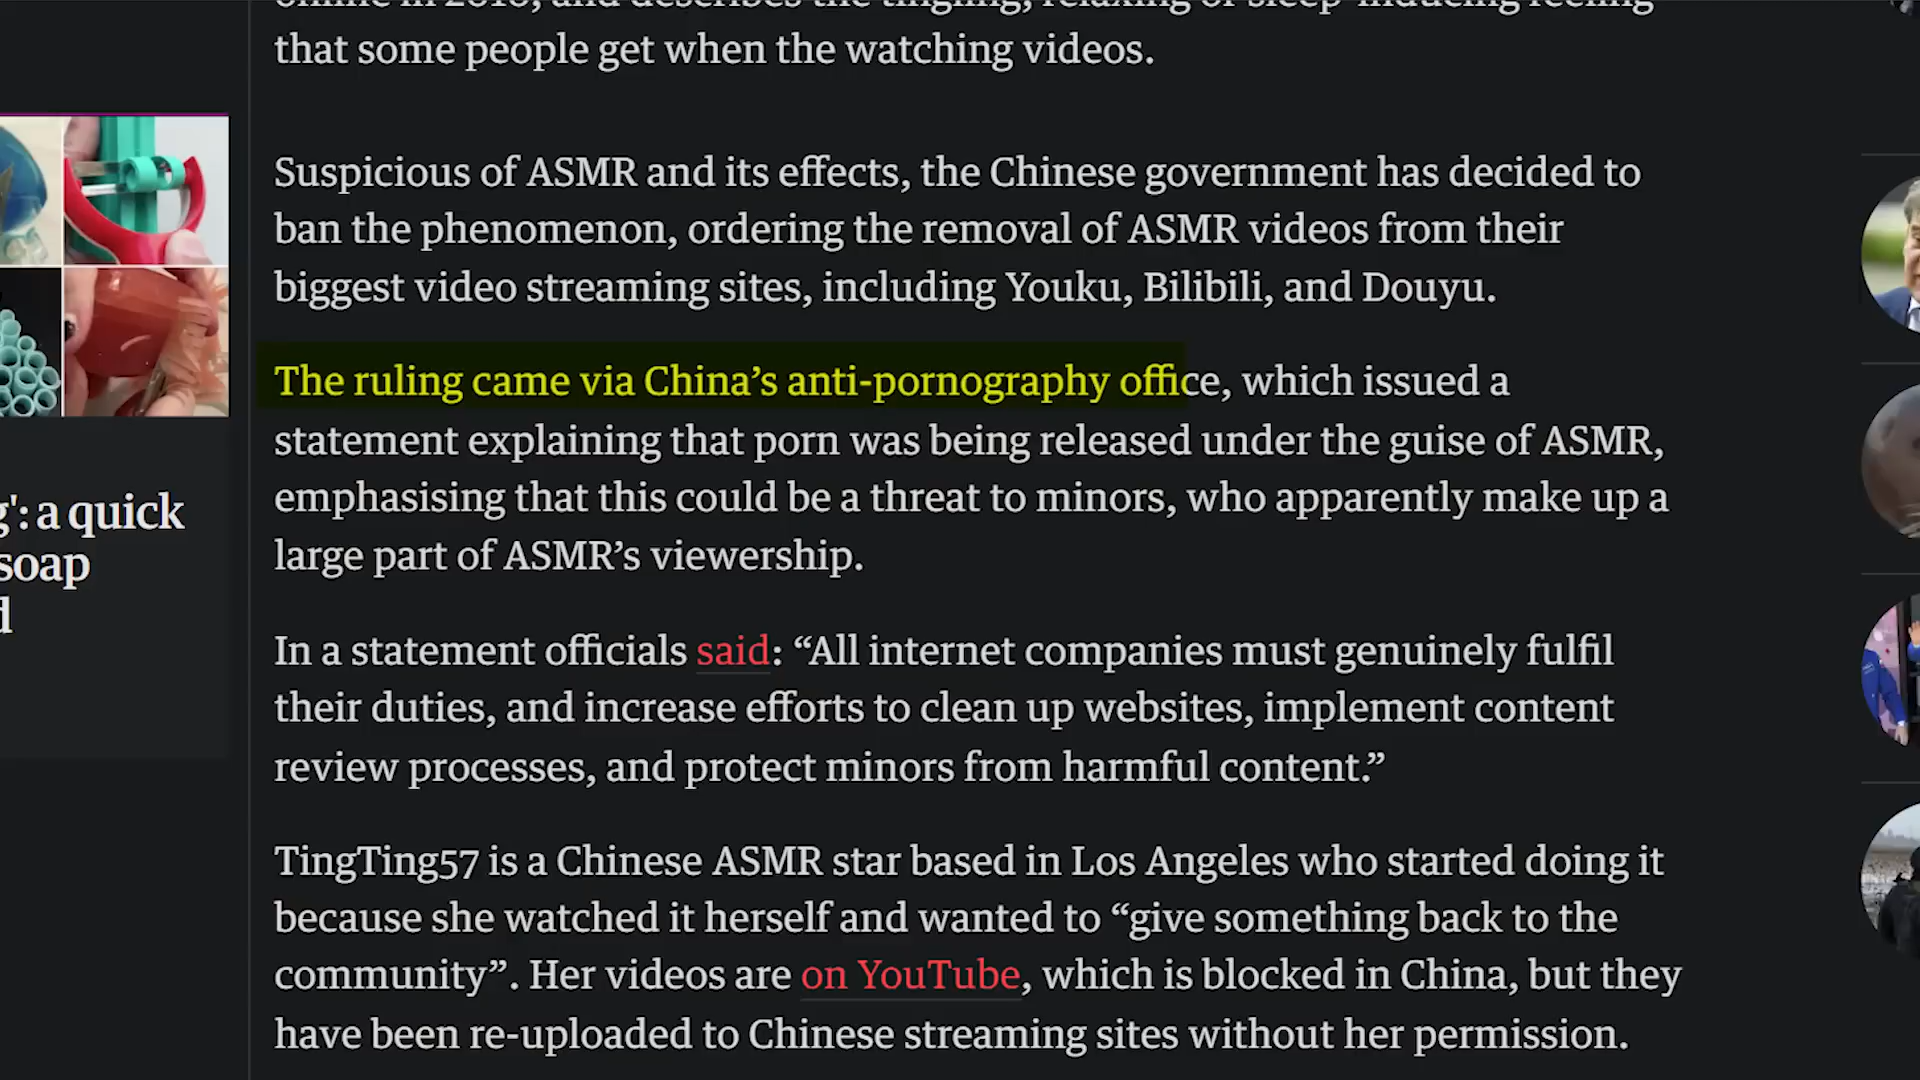 that some people get when the watching videos.
Suspicious of ASMR and its effects, the Chinese government has decided to
ban the phenomenon, ordering the removal of ASMR videos from their
biggest video streaming sites, including Youku, Bilibili, and Douyu.
The ruling came via China’s anti-pornography office, which issued a
statement explaining that porn was being released under the guise of ASMR,
emphasising that this could be a threat to minors, who apparently make up a
large part of ASMR’s viewership.
In a statement officials said: “All internet companies must genuinely fulfil
their duties, and increase efforts to clean up websites, implement content
review processes, and protect minors from harmful content.”
TingTing57 is a Chinese ASMR star based in Los Angeles who started doing it
because she watched it herself and wanted to “give something back to the
community”. Her videos are on YouTube, which is blocked in China, but they
have been re-uploaded to Chinese streaming sites without her permission.
g': a quick
soap
d